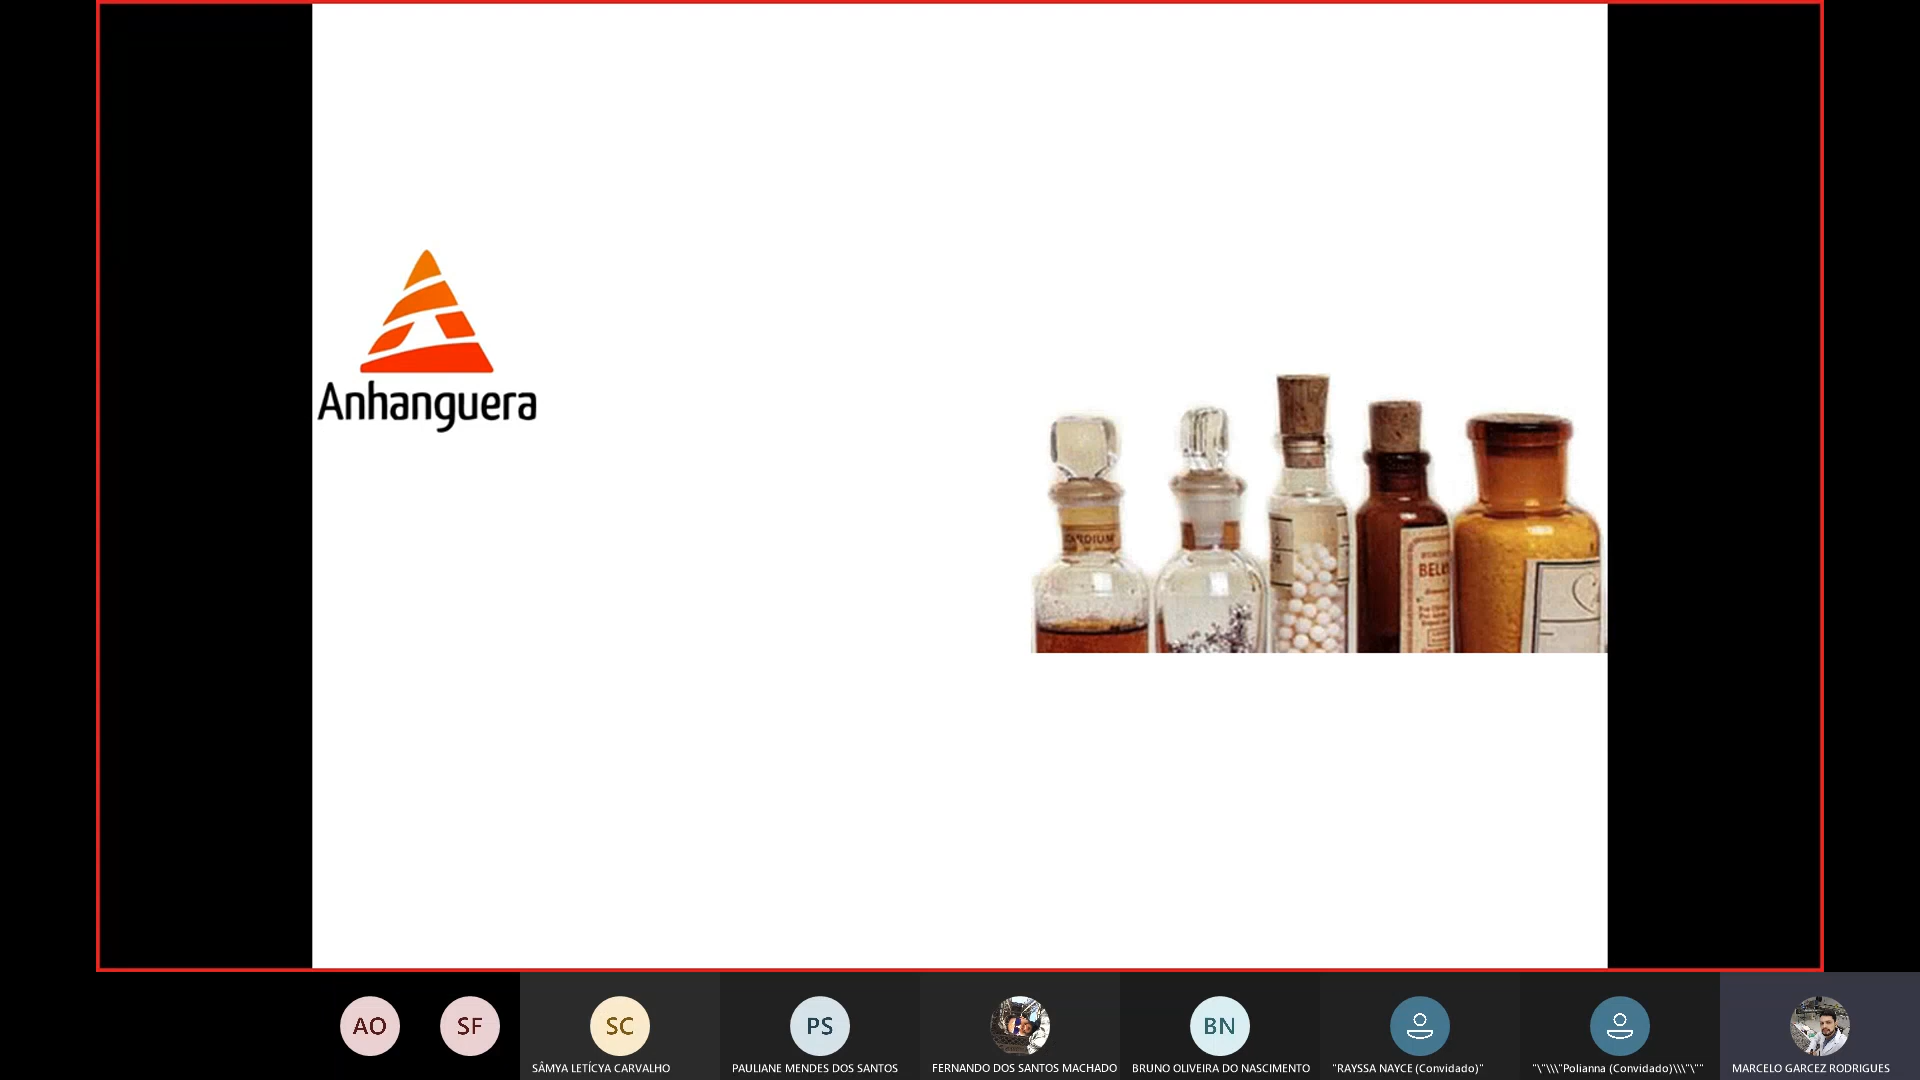 Anhanguera
BEL
AO
SF
SC
PS
BN
SÂMYA LETÍCYA CARVALHO
PAULIANE MENDES DOS SANTOS
FERNANDO DOS SANTOS MACHADO
BRUNO OLIVEIRA DO NASCIMENTO
"RAYSSA NAYCE (Convidado)"
"\"\\\"Polianna (Convidado)\\\"\""
MARCELO GARCEZ RODRIGUES